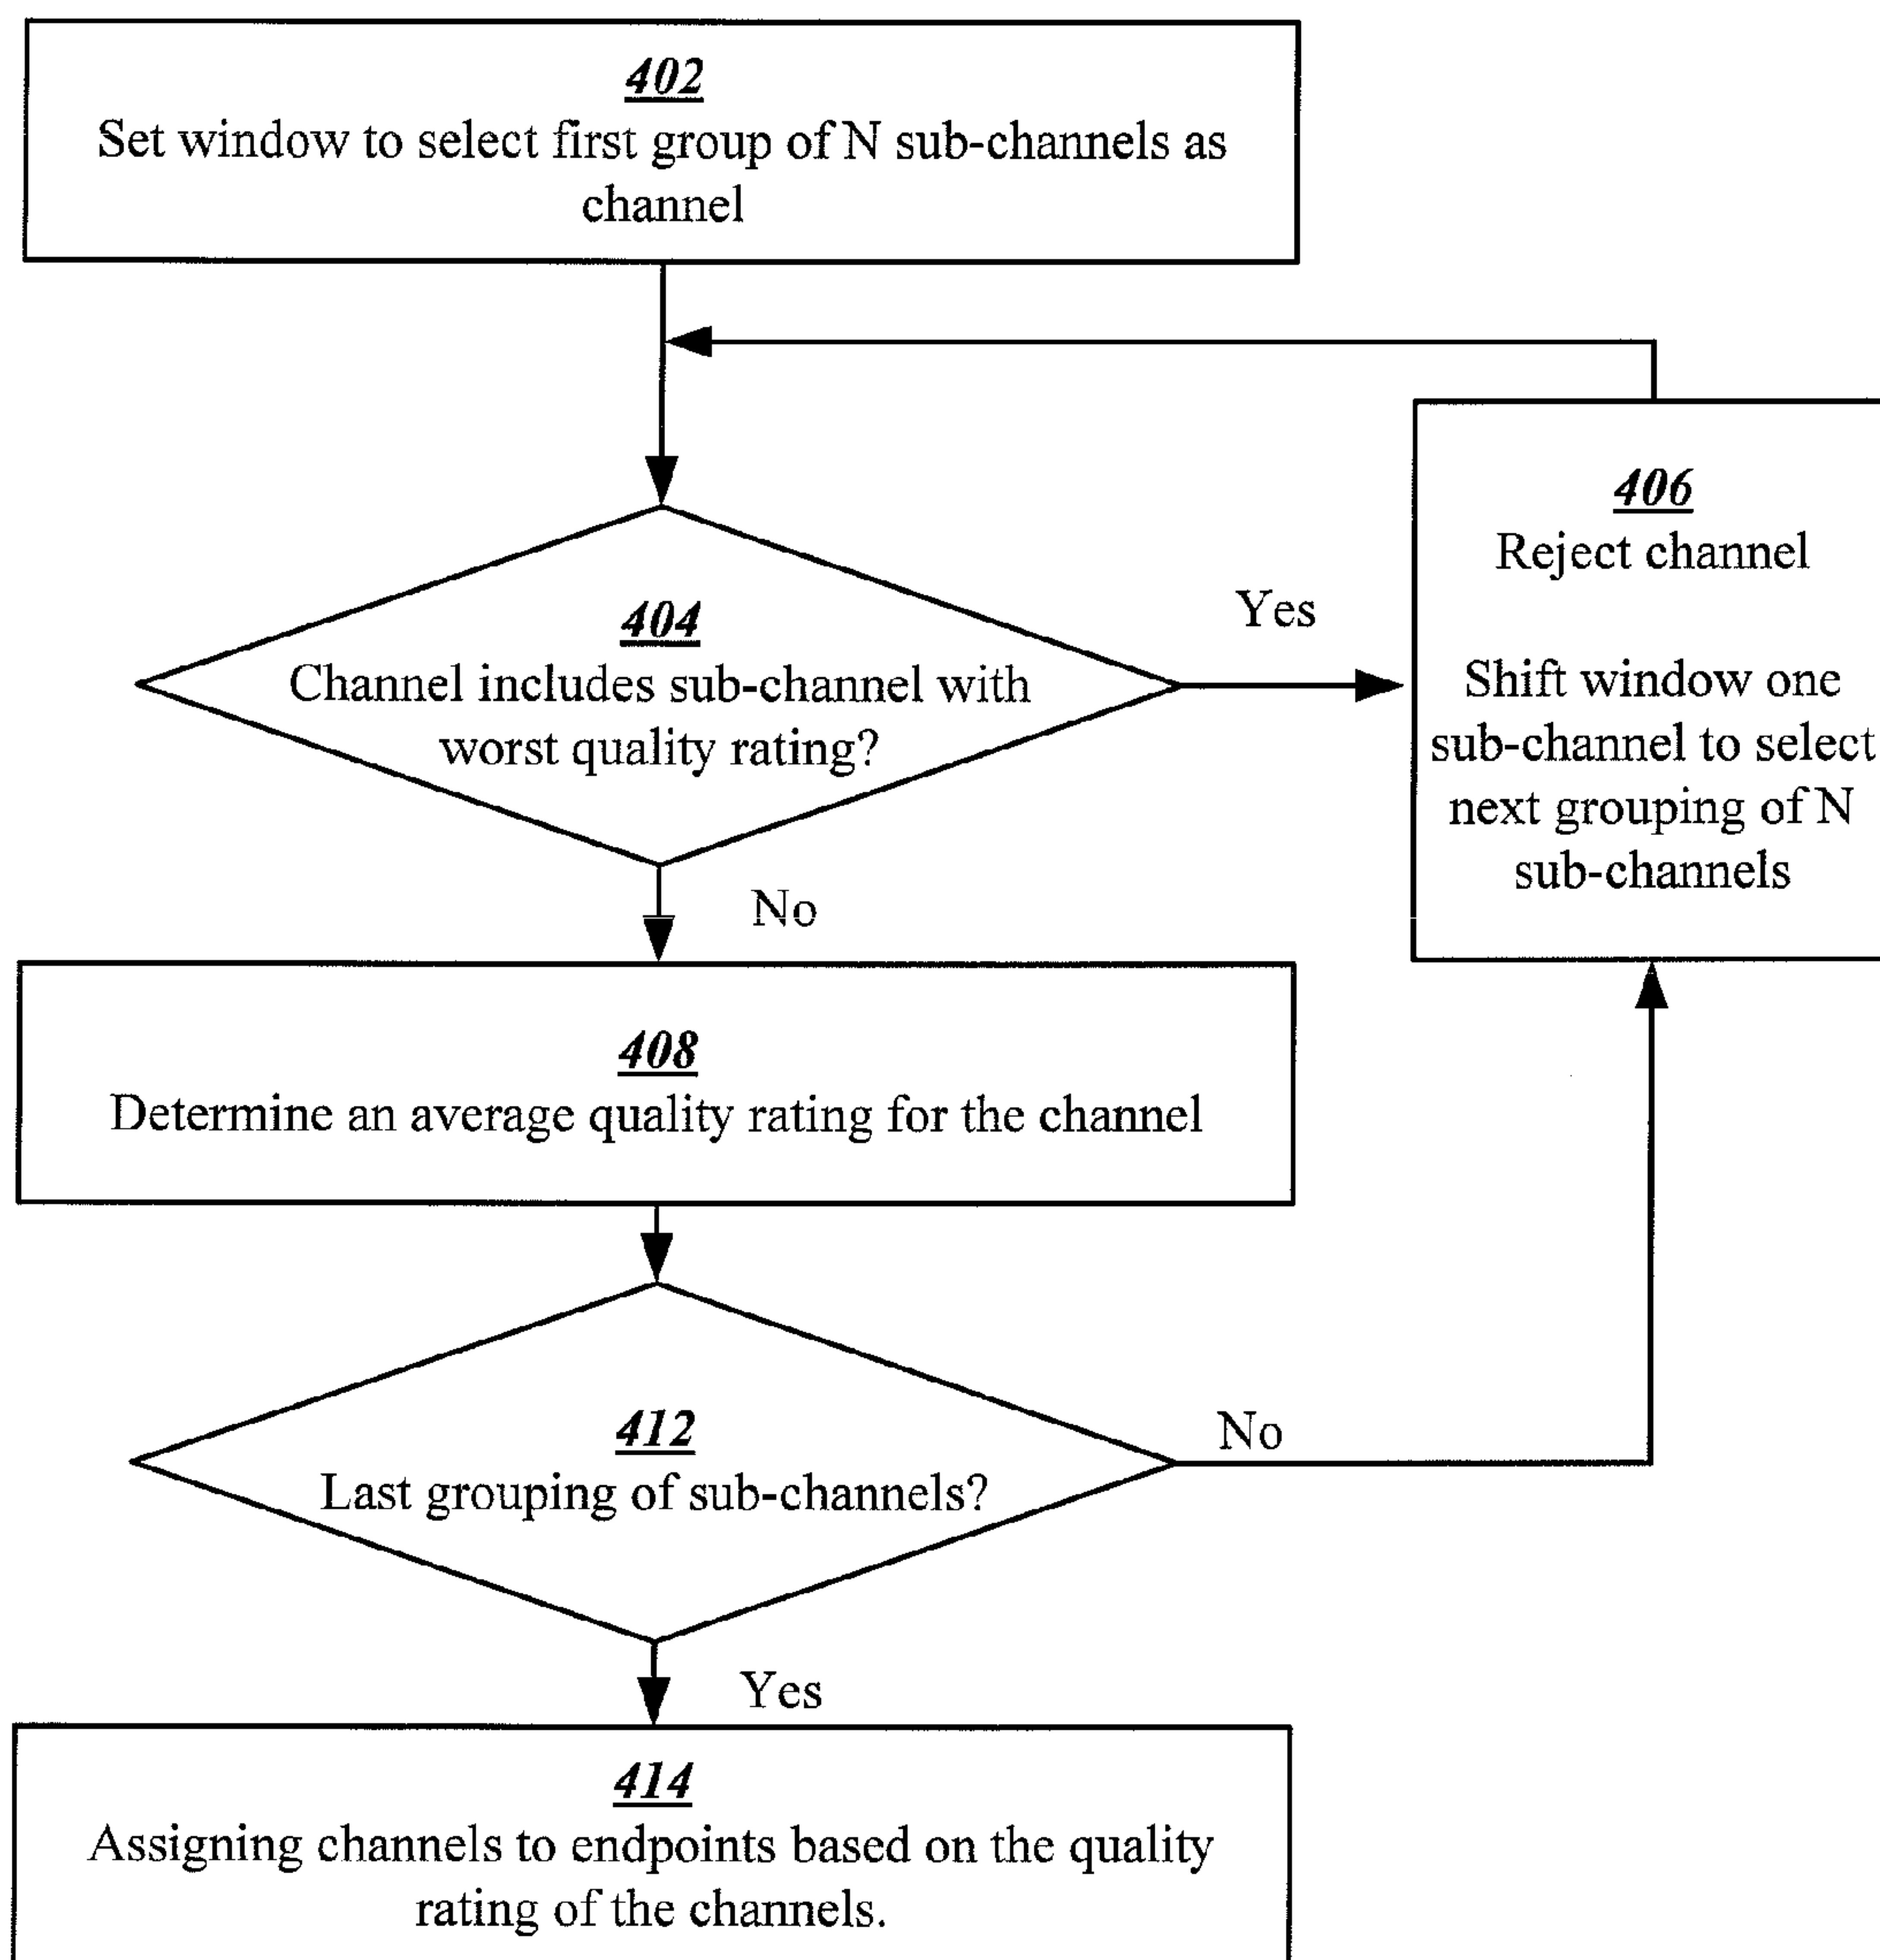 402
Set window to select first group of N sub-channels as
channel
404
Channel includes sub-channel with
worst quality rating?
Yes
406
Reject channel
Shift window one
sub-channel to select
next grouping of N
sub-channels
No
408
Determine an average quality rating for the channel
412
Last grouping of sub-channels?
No
Yes
414
Assigning channels to endpoints based on the quality
rating of the channels.